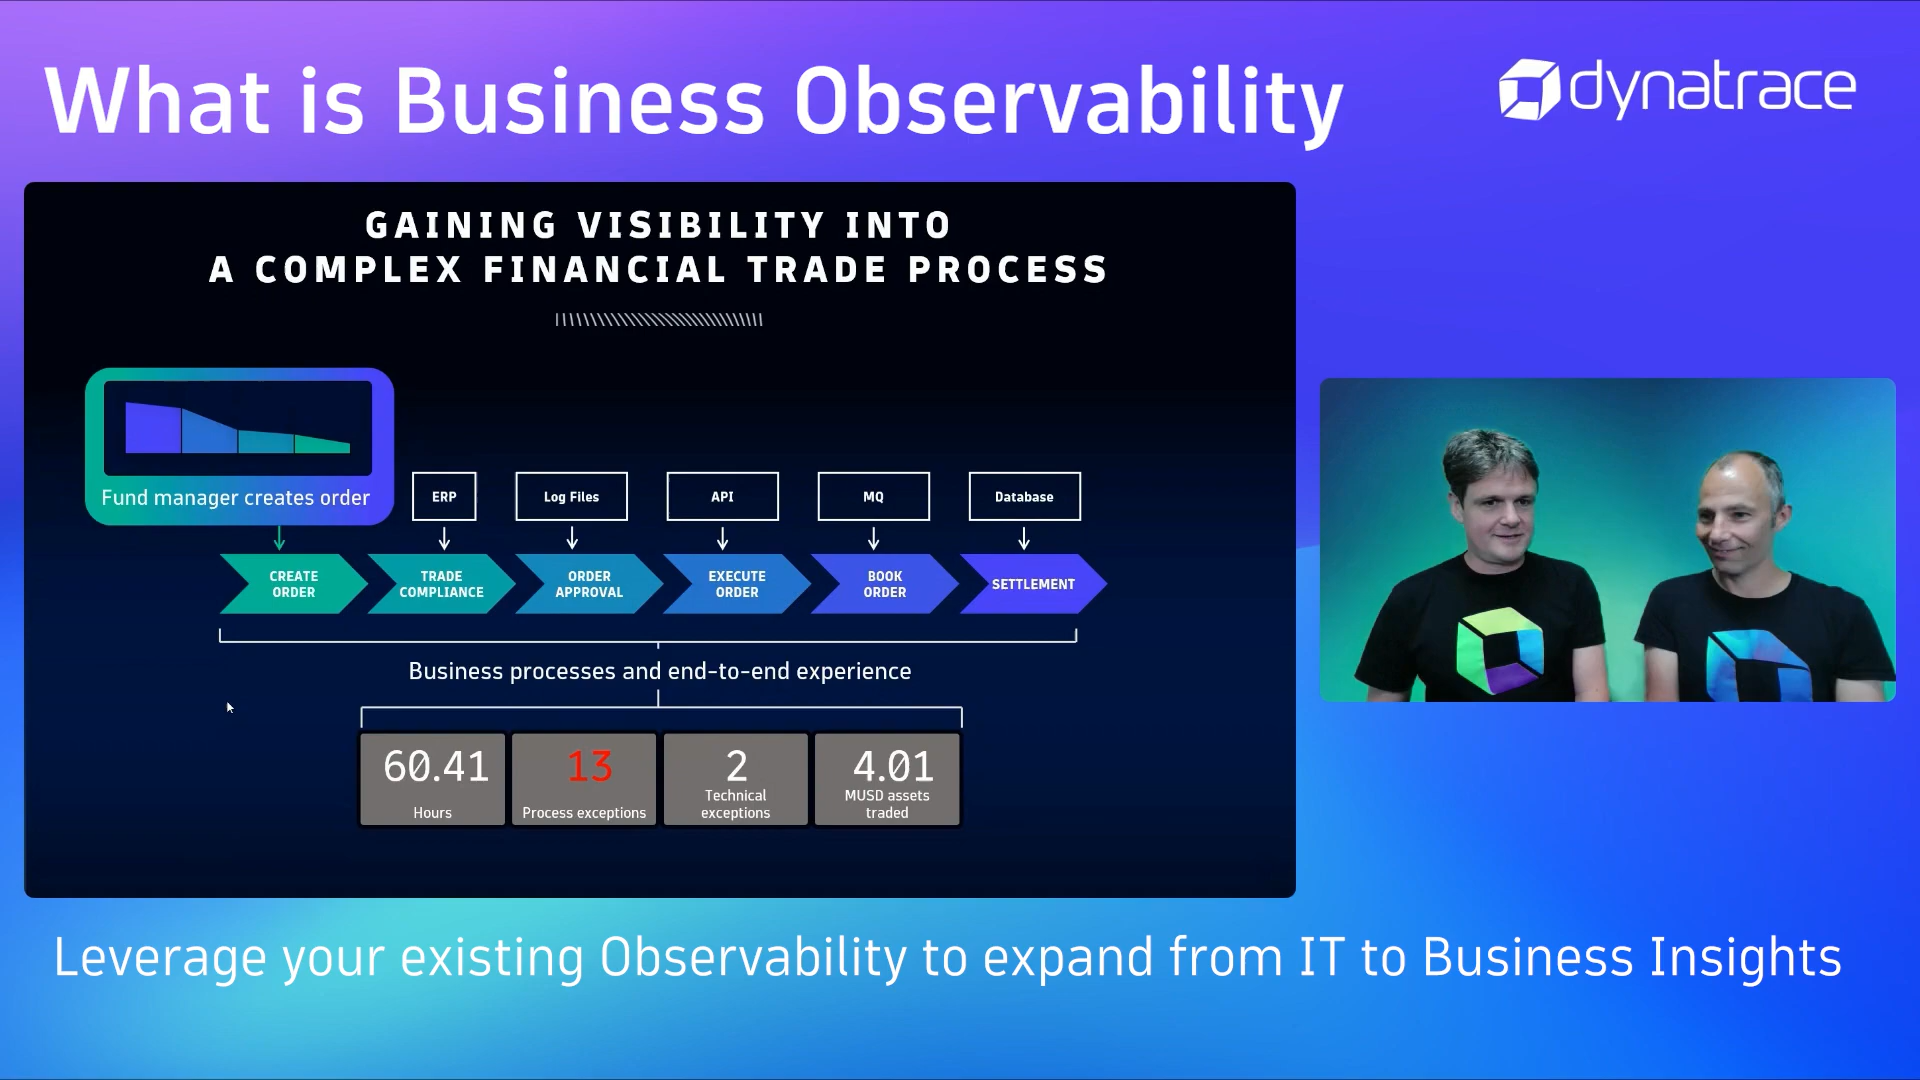 What is Business Observability
dynatrace
GAINING VISIBILITY INTO
A COMPLEX FINANCIAL TRADE PROCESS
Fund manager creates order
ERP
Log Files
API
MQ
Database
CREATE
ORDER
TRADE
COMPLIANCE
ORDER
APPROVAL
EXECUTE
ORDER
BOOK
ORDER
SETTLEMENT
Business processes and end-to-end experience
60.41
Hours
13
Process exceptions
2
Technical
exceptions
4.01
MUSD assets
traded
Leverage your existing Observability to expand from IT to Business Insights